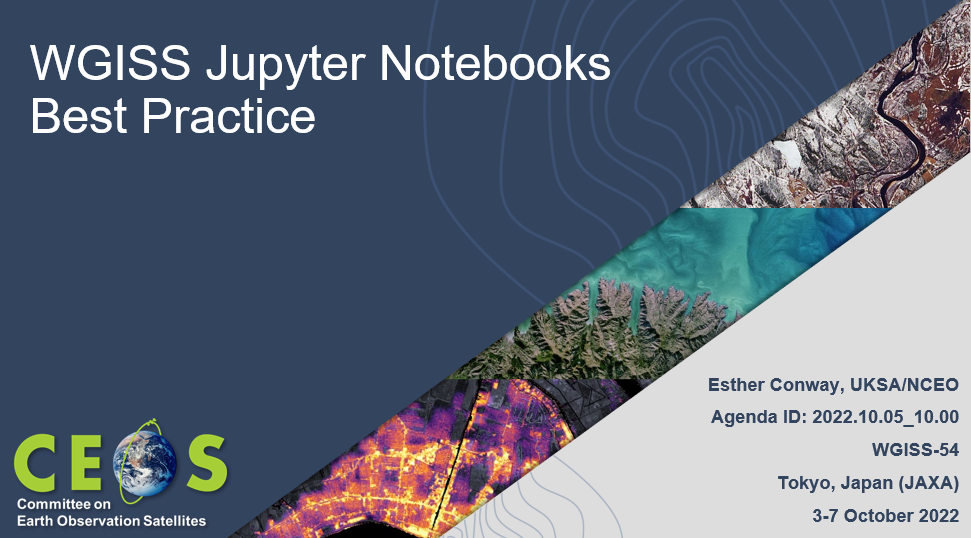 WGISS Jupyter Notebooks
Best Practice
Esther Conway, UKSA/NCEO
Agenda ID: 2022.10.05_10.00
WGISS-54
Tokyo, Japan (JAXA)
3-7 October 2022
CEOS
Committee on
Earth Observation Satellites